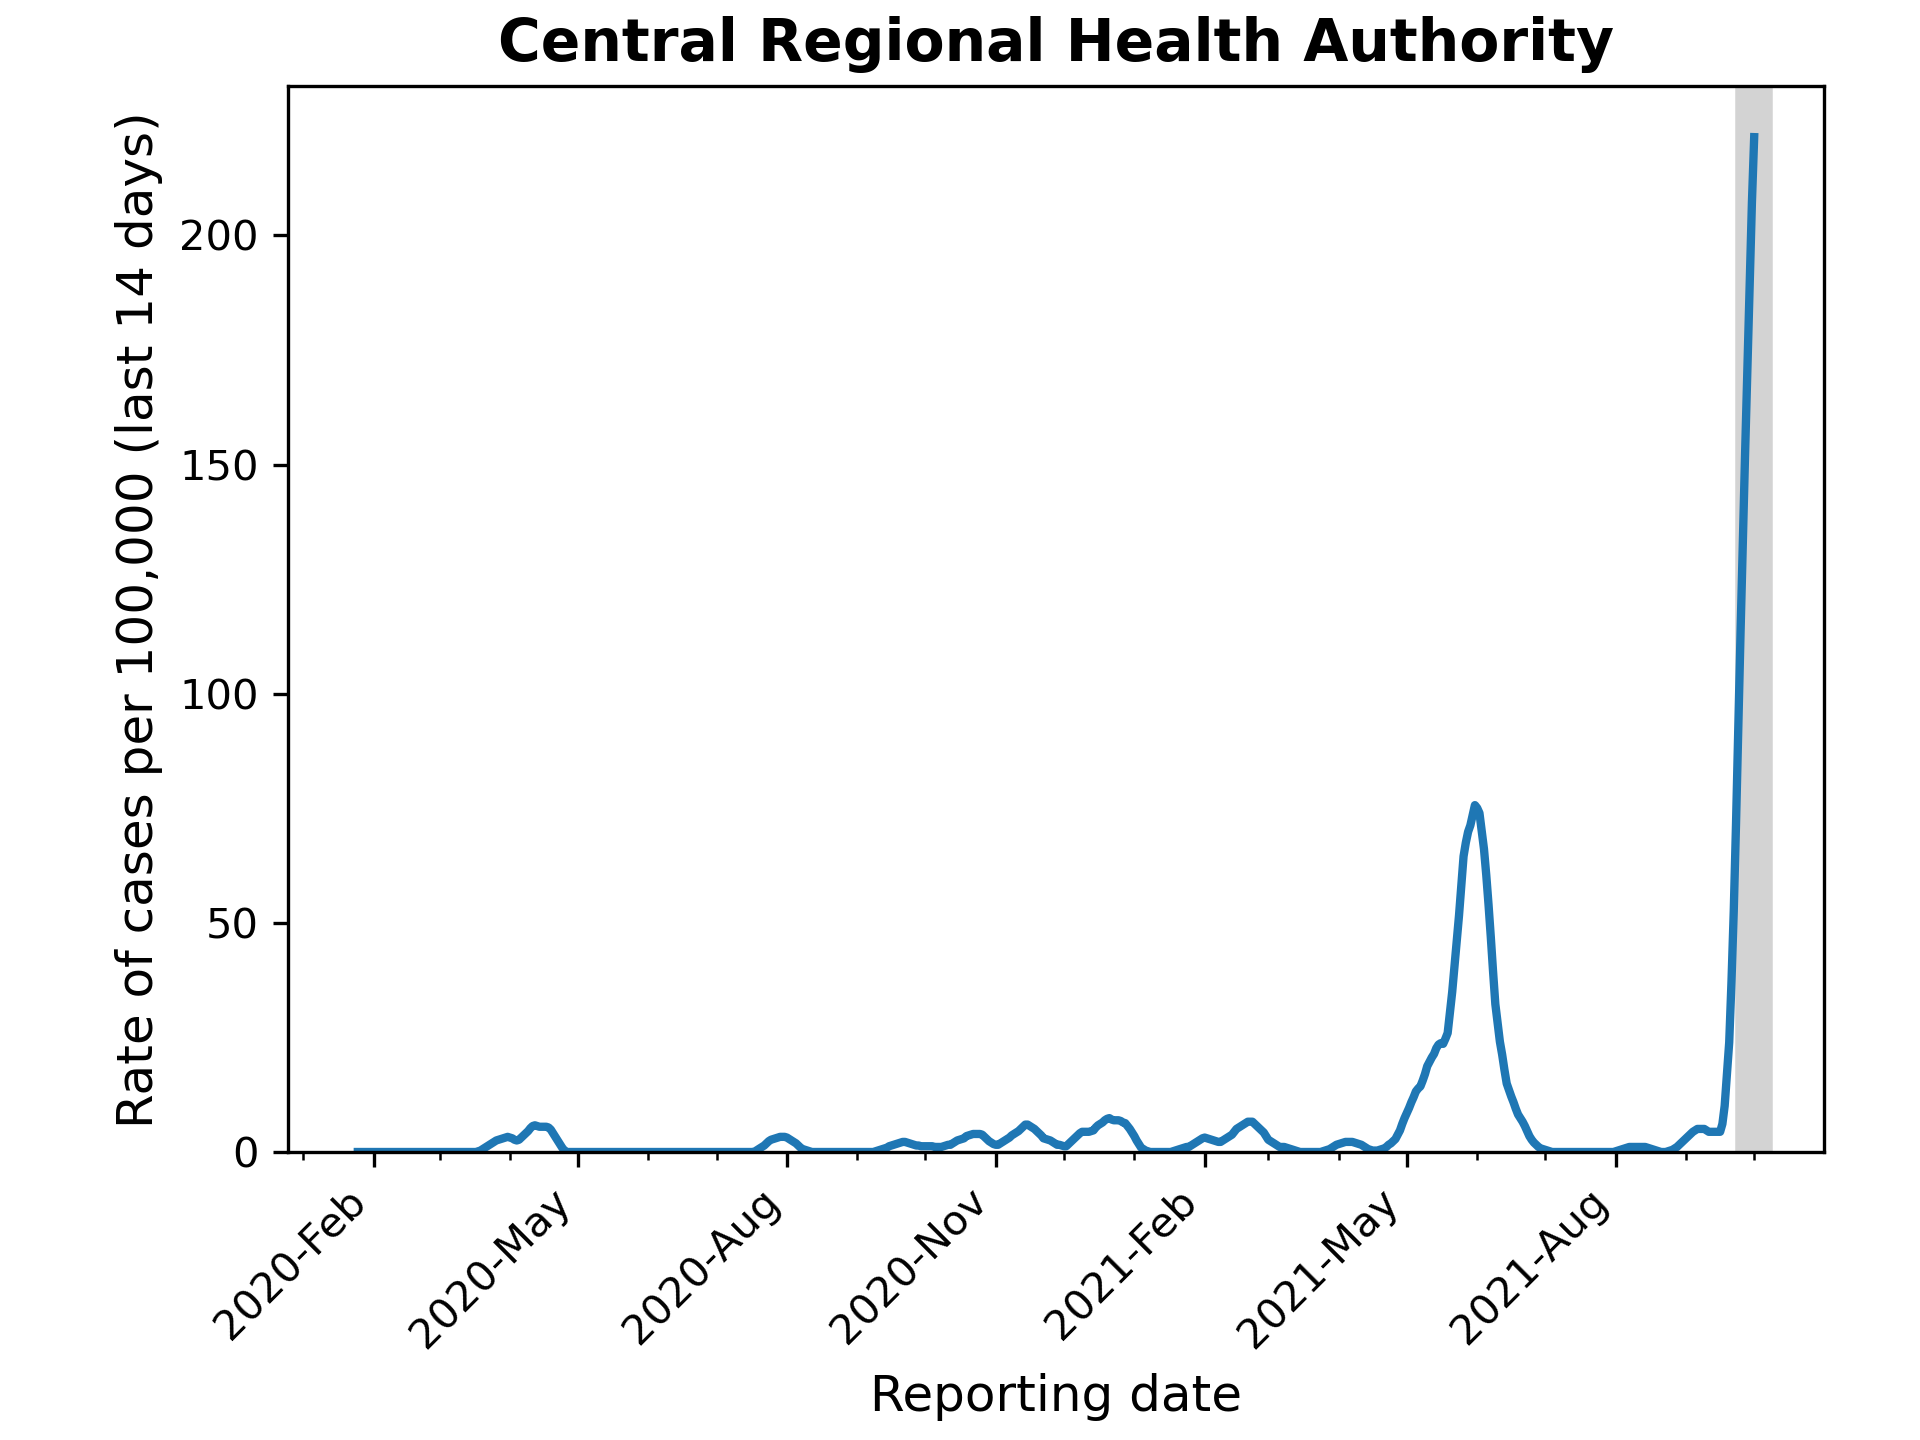 Central Regional Health Authority
Rate of cases per 100,000 (last 14 days)
200
150
100
50
0
2020-Feb
2020-May
2020-Aug
2020-Nov
2021-Feb
2021-May
2021-Aug
Reporting date